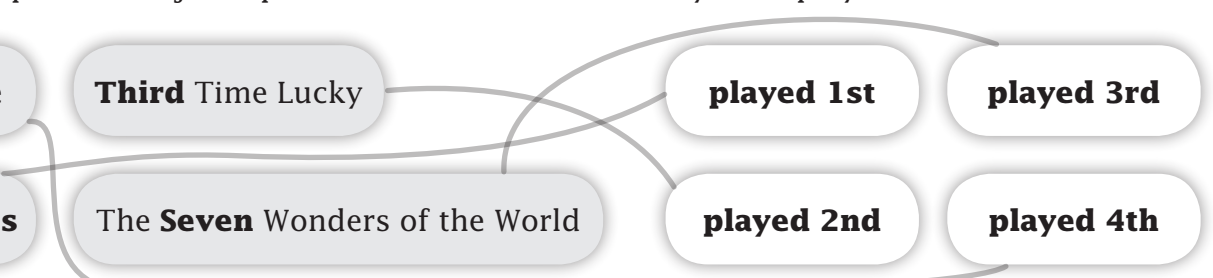 Third Time Lucky
played 1st
played 3rd
s
The Seven Wonders of the World
played 2nd
played 4th